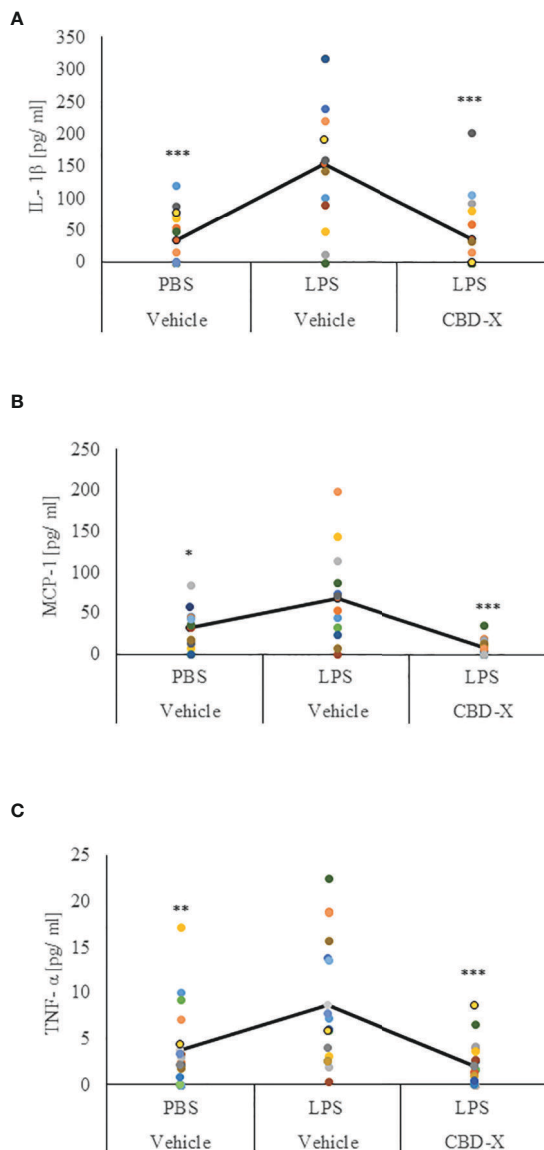 A
IL- 1β [pg/ ml]
350
300
250
200
150
100
50
0
***
***
PBS LPS LPS
Vehicle Vehicle CBD-X
B
MCP-1 [pg/ ml]
250
200
150
100
50
0
*
***
PBS LPS LPS
Vehicle Vehicle CBD-X
C
TNF- α [pg/ ml]
25
20
15
10
5
0
**
***
PBS LPS LPS
Vehicle Vehicle CBD-X